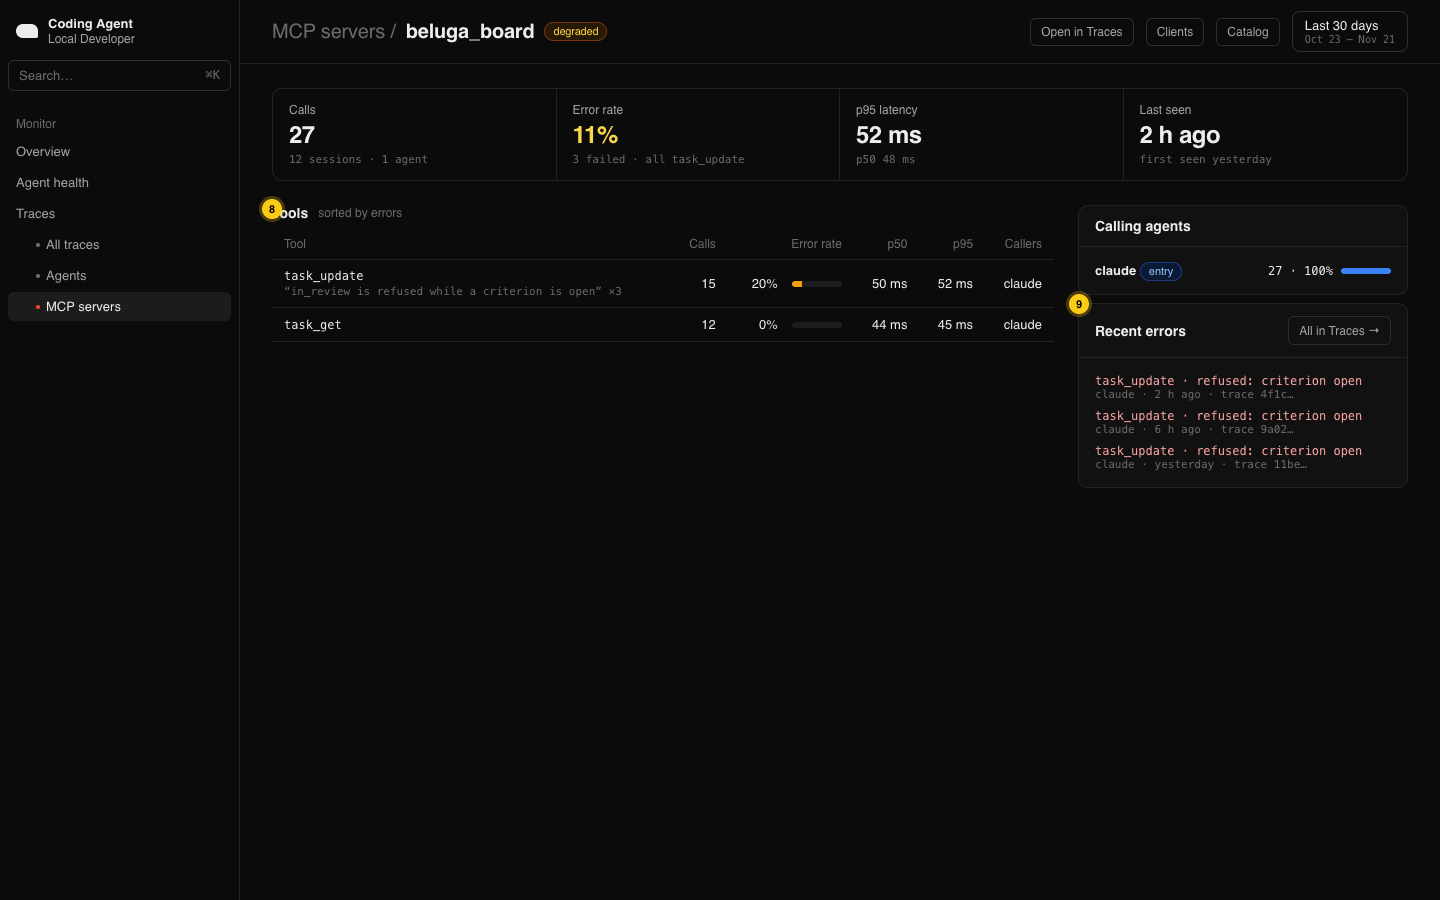 Coding Agent
Local Developer
Search… ⌘K
Monitor
Overview
Agent health
Traces
All traces
Agents
MCP servers
MCP servers / beluga_board degraded
Open in Traces
Clients
Catalog
Last 30 days
Oct 23 – Nov 21
Calls
27
12 sessions · 1 agent
Error rate
11%
3 failed · all task_update
p95 latency
52 ms
p50 48 ms
Last seen
2 h ago
first seen yesterday
8 ools sorted by errors
Tool Calls Error rate p50 p95 Callers
task_update 15 20% 50 ms 52 ms claude
“in_review is refused while a criterion is open” ×3
task_get 12 0% 44 ms 45 ms claude
Calling agents
claude entry 27 · 100%
9
Recent errors All in Traces →
task_update · refused: criterion open
claude · 2 h ago · trace 4f1c…
task_update · refused: criterion open
claude · 6 h ago · trace 9a02…
task_update · refused: criterion open
claude · yesterday · trace 11be…